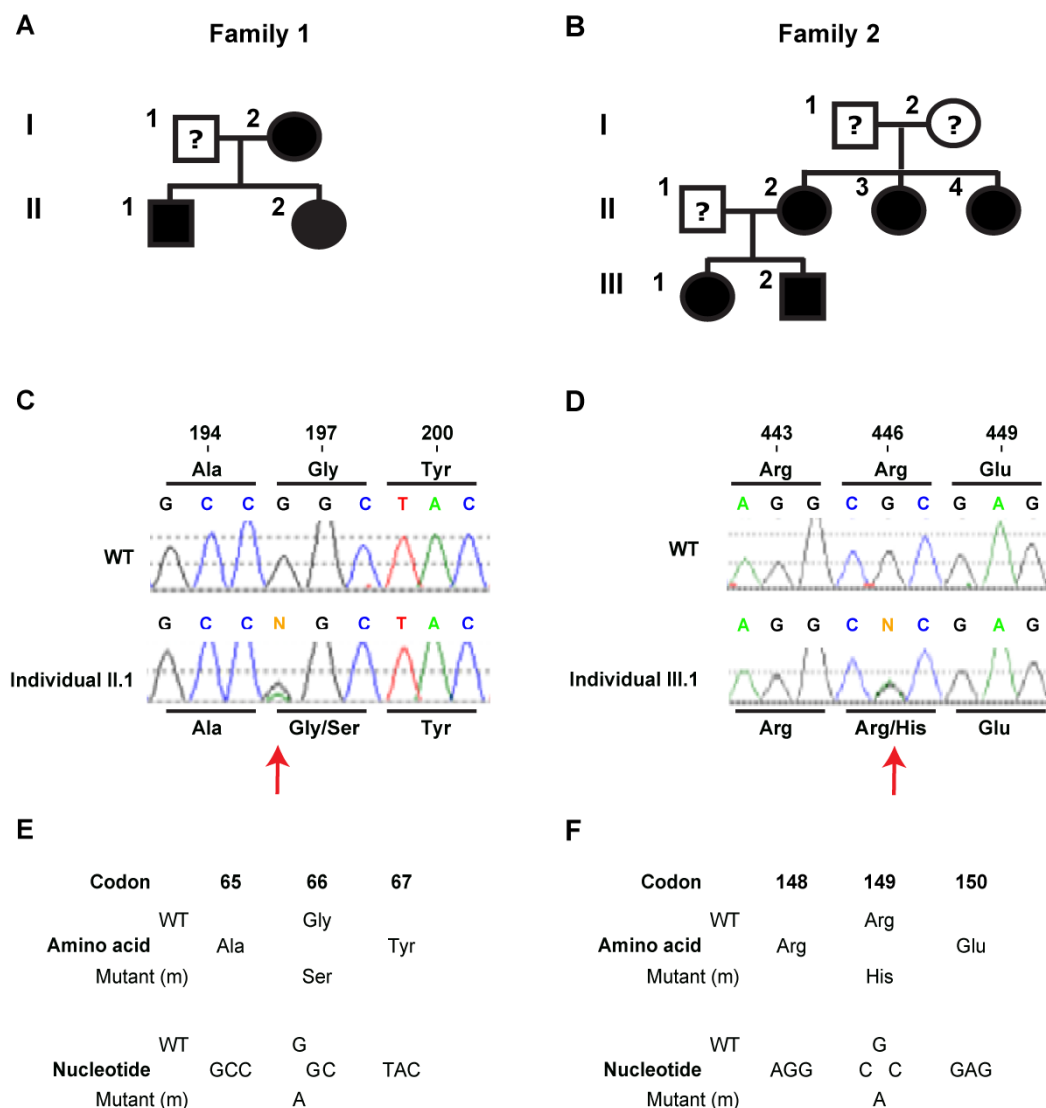 A
Family 1
I
1
?
2
II
1
2
B
Family 2
I
1
?
2
?
II
1
?
2
3
4
III
1
2
C
194 197 200
Ala Gly Tyr
G C C G G C T A C
WT
G C C N G C T A C
Individual II.1
Ala Gly/Ser Tyr
D
443 446 449
Arg Arg Glu
A G G C G C G A G
WT
A G G C N C G A G
Individual III.1
Arg Arg/His Glu
E
Codon 65 66 67
WT Gly
Amino acid Ala Tyr
Mutant (m) Ser
WT G
Nucleotide GCC GC TAC
Mutant (m) A
F
Codon 148 149 150
WT Arg
Amino acid Arg Glu
Mutant (m) His
WT G
Nucleotide AGG C C GAG
Mutant (m) A